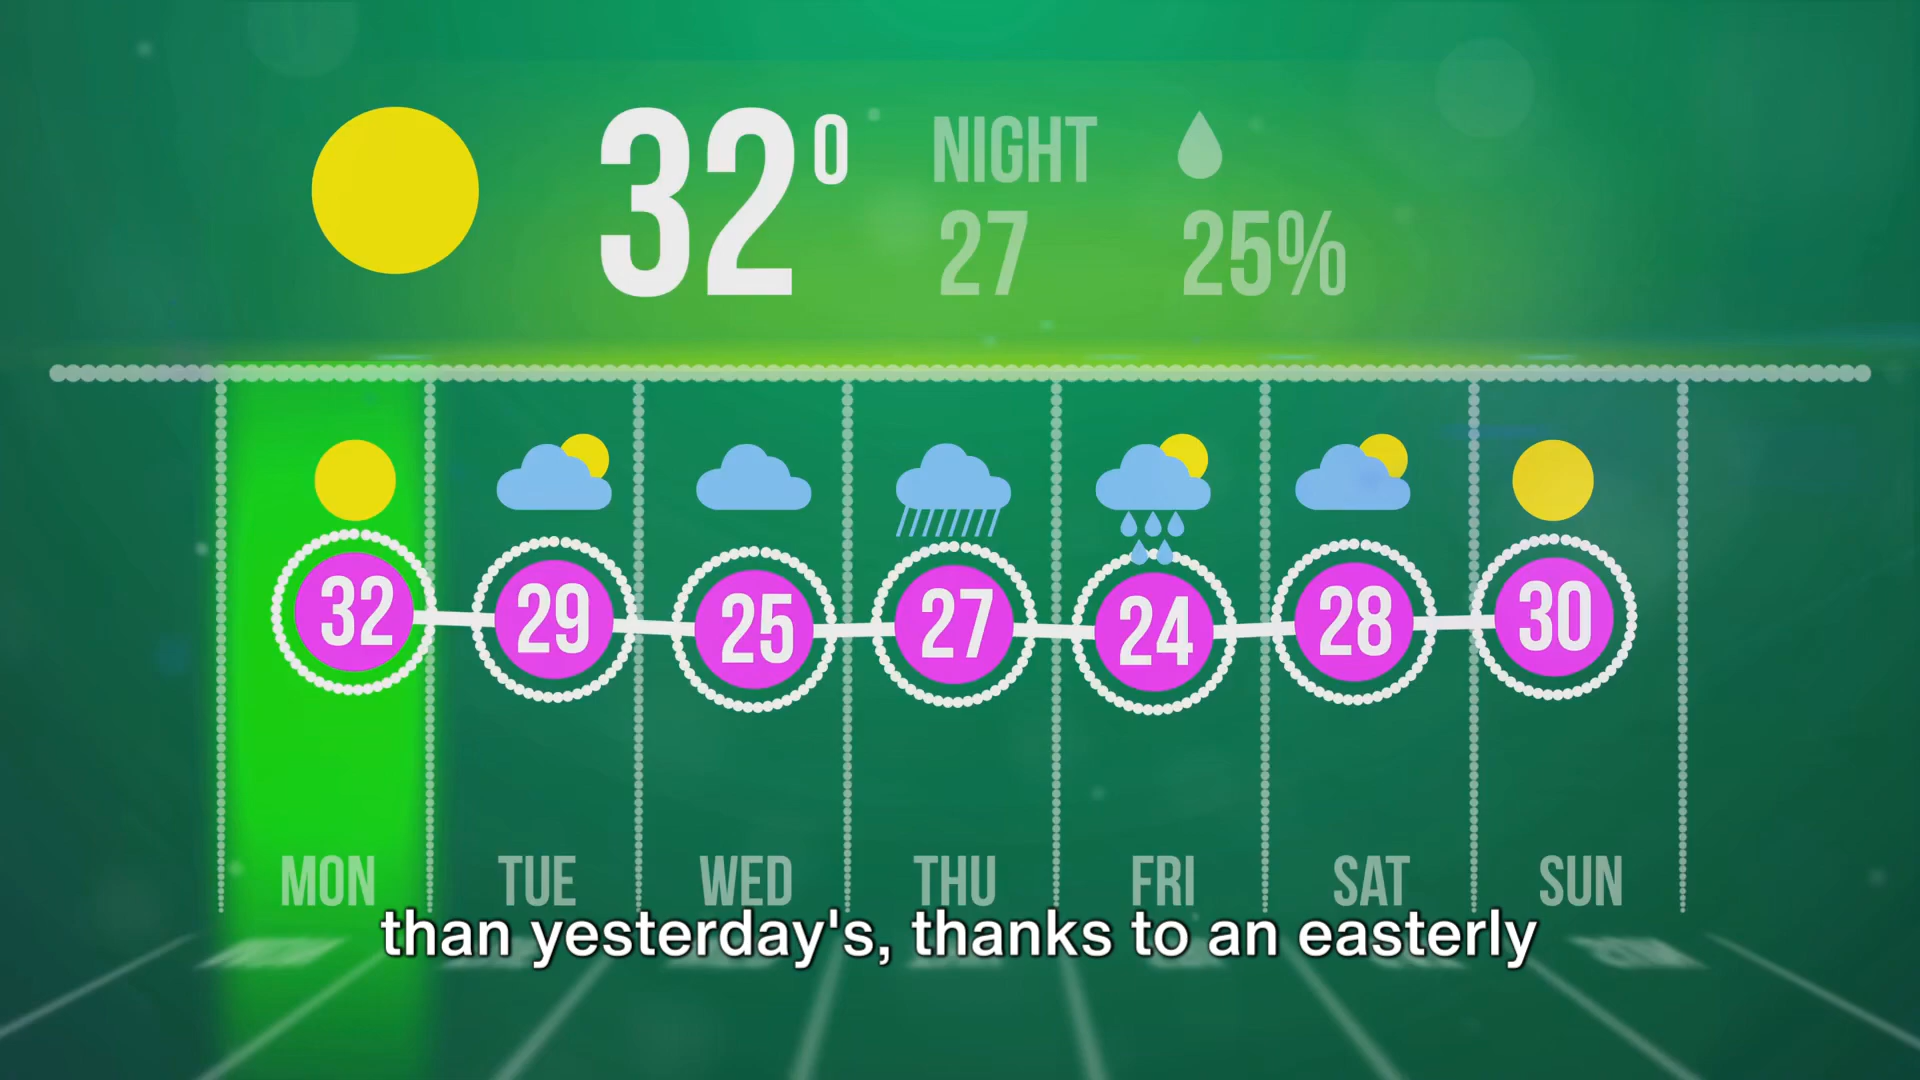 32° NIGHT
27 25%
32 29 25 27 24 28 30
MON TUE WED THU FRI SAT SUN
than yesterday's, thanks to an easterly